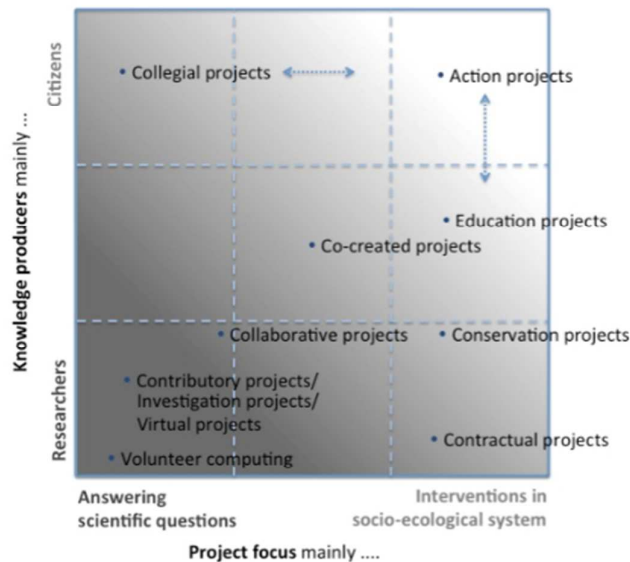 Citizens
Knowledge producers mainly ...
Researchers
• Collegial projects
• Action projects
• Education projects
• Co-created projects
• Collaborative projects
• Conservation projects
• Contributory projects/
Investigation projects/
Virtual projects
• Contractual projects
• Volunteer computing
Answering
scientific questions
Interventions in
socio-ecological system
Project focus mainly ....